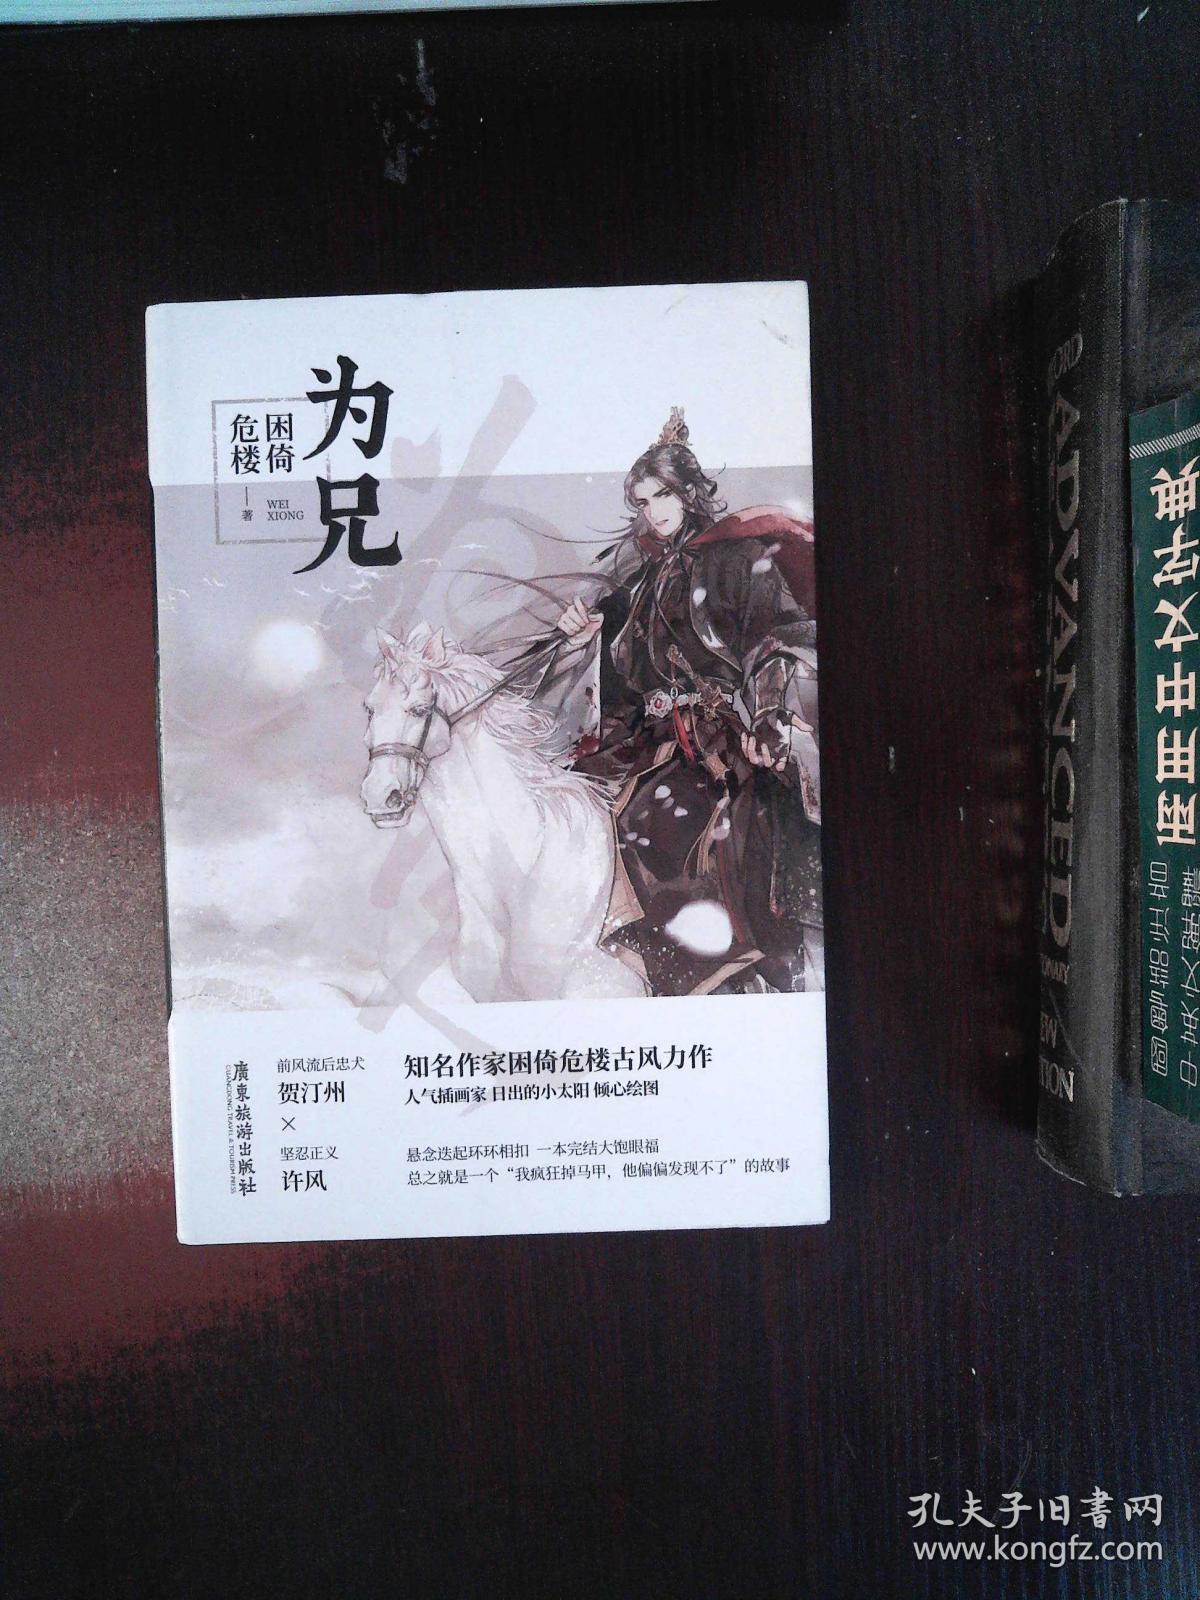 为兄
困倚
危楼
著
WEI
XIONG
知名作家困倚危楼古风力作
人气插画家 日出的小太阳 倾心绘图
悬念迭起环环相扣 一本完结大饱眼福
总之就是一个“我疯狂掉马甲，他偏偏发现不了”的故事
前风流后忠犬
贺汀州
×
坚忍正义
许风
廣東旅游出版社
GUANGDONG TRAVEL & TOURISM PRESS
ADVANCED
孔夫子旧書网
www.kongfz.com